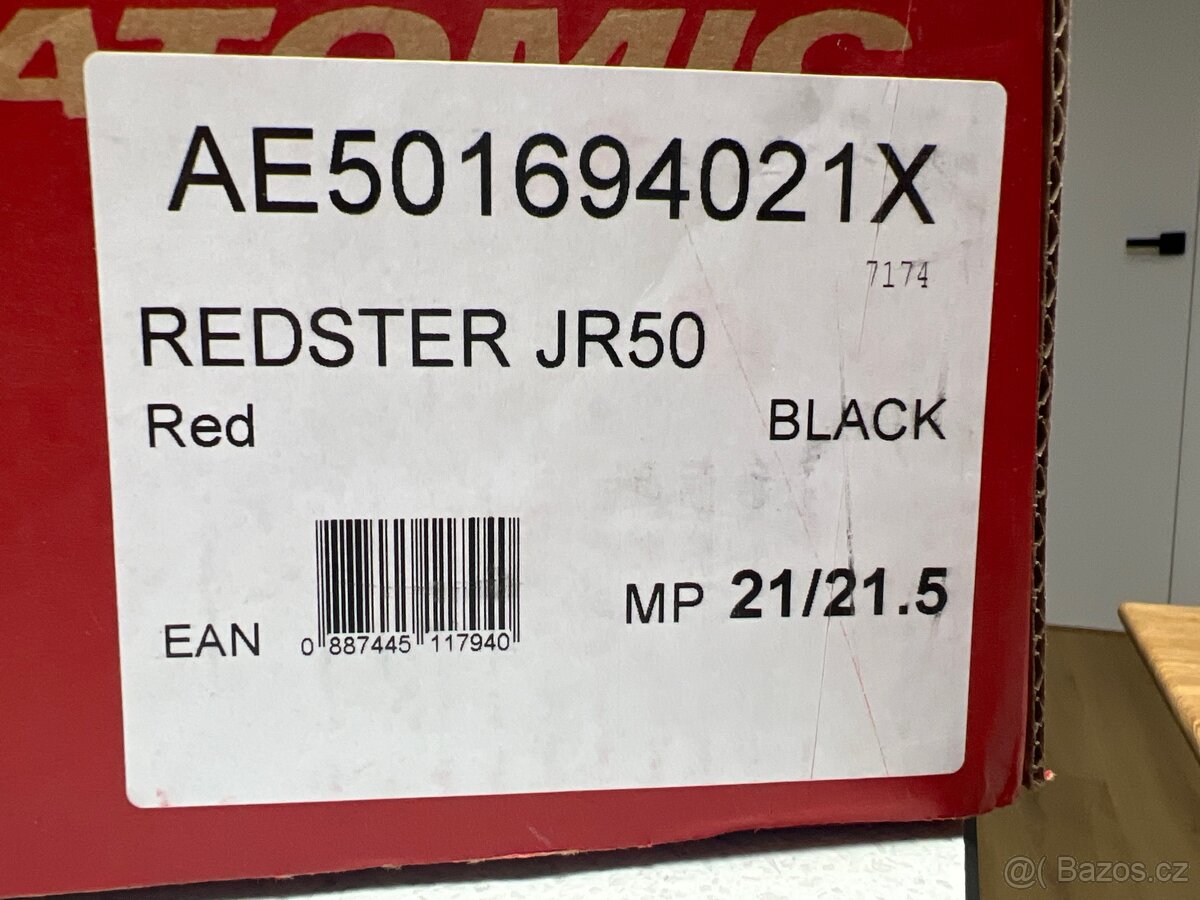 ATOMIC
AE501694021X
7174
REDSTER JR50
Red BLACK
EAN 0 887445 117940 MP 21/21.5
@( Bazos.cz